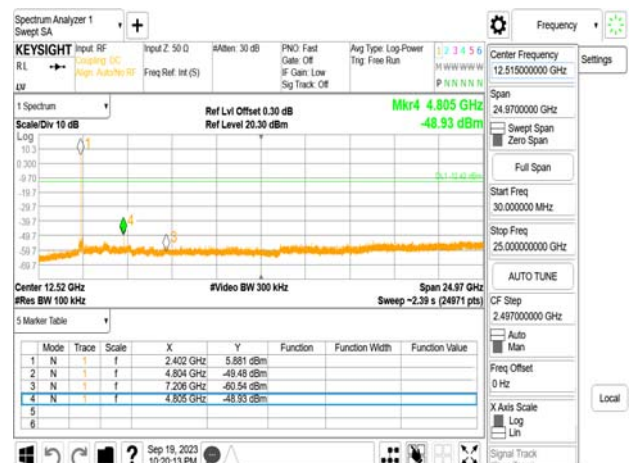 Spectrum Analyzer 1
Swept SA
Frequency
KEYSIGHT
Input: RF
Coupling: DC
Align: Auto/No RF
Input Z: 50 Ω
Freq Ref: Int (S)
#Atten: 30 dB
PNO: Fast
Gate: Off
IF Gain: Low
Sig Track: Off
Avg Type: Log-Power
Trig: Free Run
1 2 3 4 5 6
M W W W W W
P N N N N N
RL
1 Spectrum
Scale/Div 10 dB
Ref Lvl Offset 0.30 dB
Ref Level 20.30 dBm
Mkr4 4.805 GHz
-48.93 dBm
Log
10.3
0.300
-9.70
-19.7
-29.7
-39.7
-49.7
-59.7
-69.7
1
4
3
Center 12.52 GHz
#Res BW 100 kHz
#Video BW 300 kHz
Span 24.97 GHz
Sweep ~2.39 s (24971 pts)
5 Marker Table
Mode Trace Scale X Y Function Function Width Function Value
1 N 1 f 2.402 GHz 5.881 dBm
2 N 1 f 4.804 GHz -49.48 dBm
3 N 1 f 7.206 GHz -60.54 dBm
4 N 1 f 4.805 GHz -48.93 dBm
5
6
Sep 19, 2023
10:20:13 PM
Center Frequency
12.515000000 GHz
Settings
Span
24.9700000 GHz
Swept Span
Zero Span
Full Span
Start Freq
30.000000 MHz
Stop Freq
25.000000000 GHz
AUTO TUNE
CF Step
2.497000000 GHz
Auto
Man
Freq Offset
0 Hz
X Axis Scale
Log
Lin
Local
Signal Track